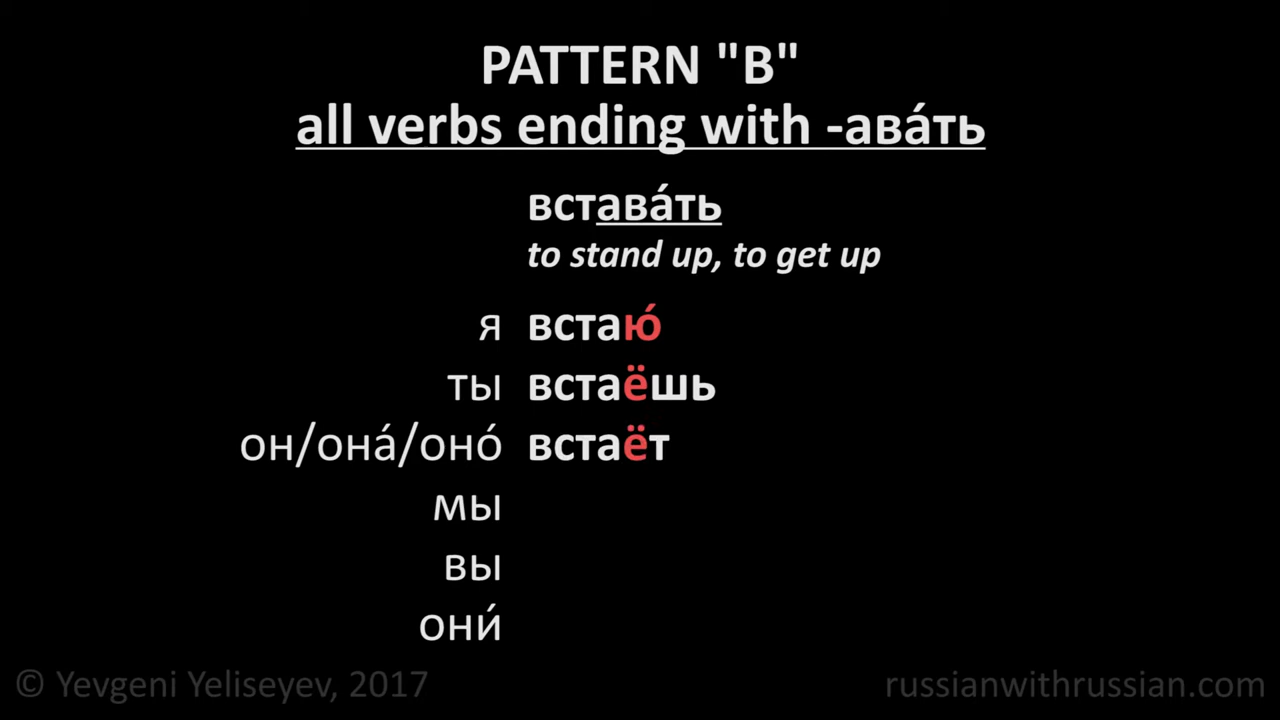 PATTERN "B"
all verbs ending with -ава́ть
встава́ть
to stand up, to get up
я встаю́
ты встаёшь
он/она́/оно́ встаёт
мы
вы
они́
© Yevgeni Yeliseyev, 2017
russianwithrussian.com